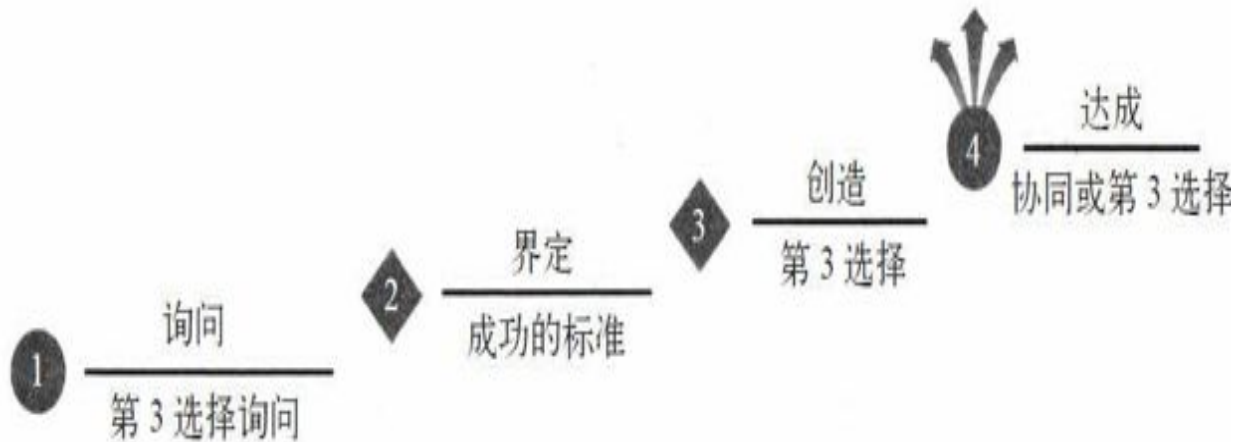 1
询问
第 3 选择询问
2
界定
成功的标准
3
创造
第 3 选择
4
达成
协同或第 3 选择